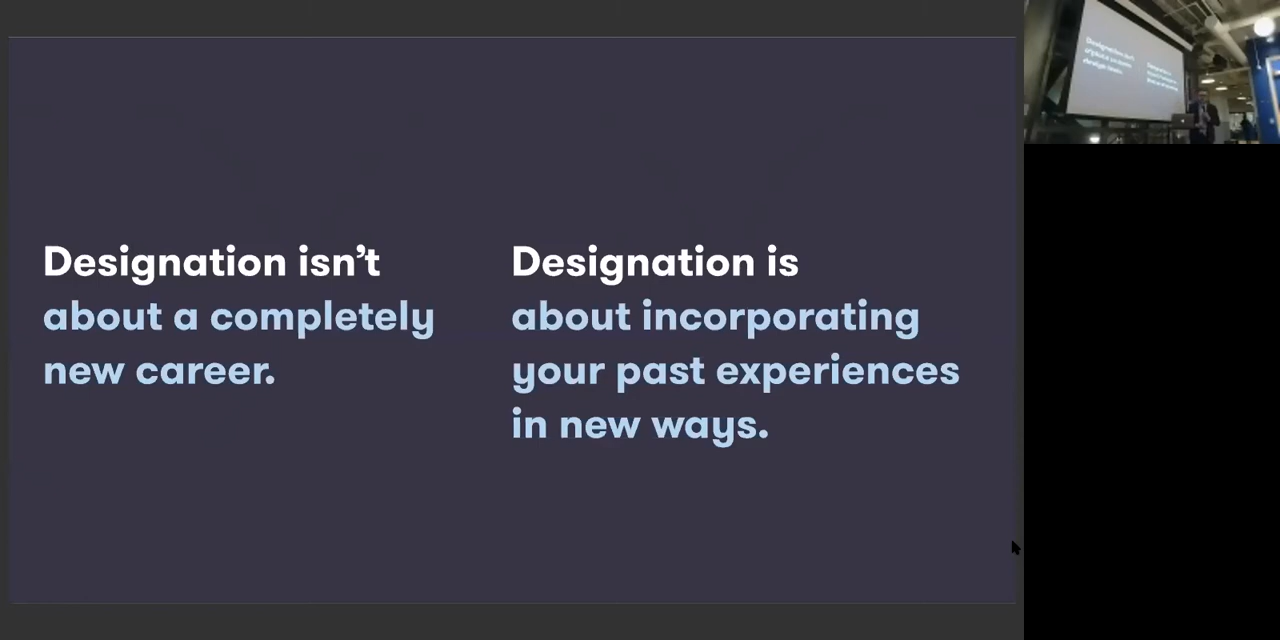 Designation isn’t
about a completely
new career.
Designation is
about incorporating
your past experiences
in new ways.